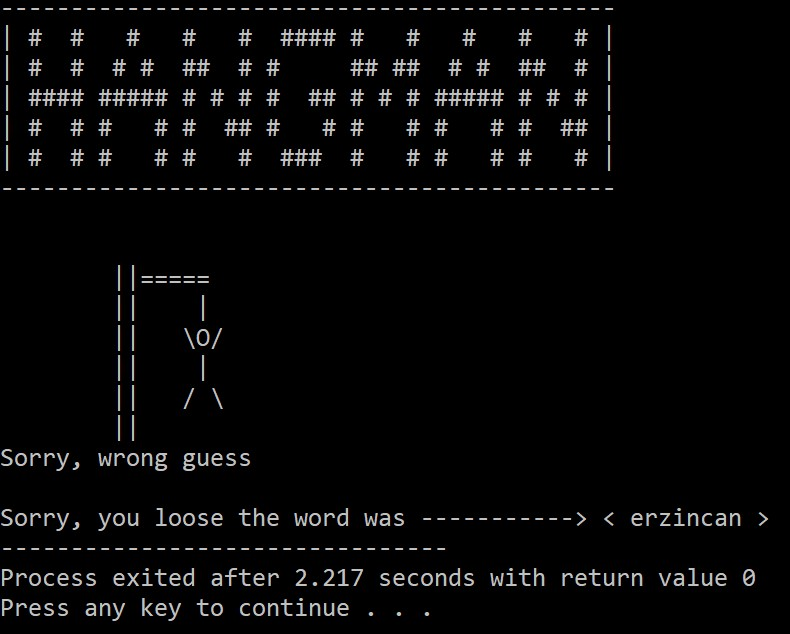 HANGMAN
||=====
||    |
||   \O/
||    |
||   / \
||
Sorry, wrong guess
Sorry, you loose the word was -----------> < erzincan >
--------------------------------
Process exited after 2.217 seconds with return value 0
Press any key to continue . . .